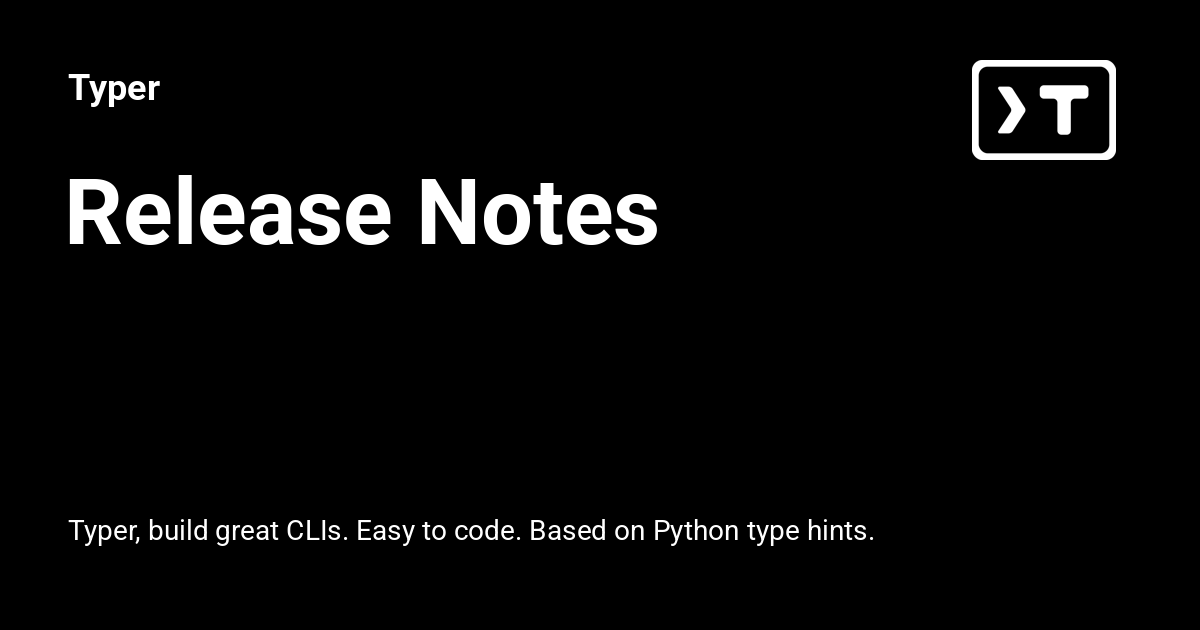 Typer
Release Notes
Typer, build great CLIs. Easy to code. Based on Python type hints.